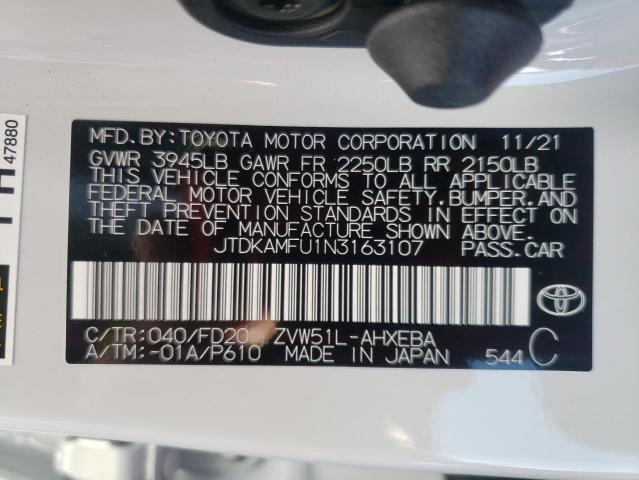 47880
MFD.BY:TOYOTA MOTOR CORPORATION 11/21
GVWR 3945LB GAWR FR 2250LB RR 2150LB
THIS VEHICLE CONFORMS TO ALL APPLICABLE
FEDERAL MOTOR VEHICLE SAFETY,BUMPER,AND
THEFT PREVENTION STANDARDS IN EFFECT ON
THE DATE OF MANUFACTURE SHOWN ABOVE.
JTDKAMFU1N3163107 PASS.CAR
C/TR:040/FD20 ZVW51L-AHXEBA
A/TM:-01A/P610 MADE IN JAPAN 544 C